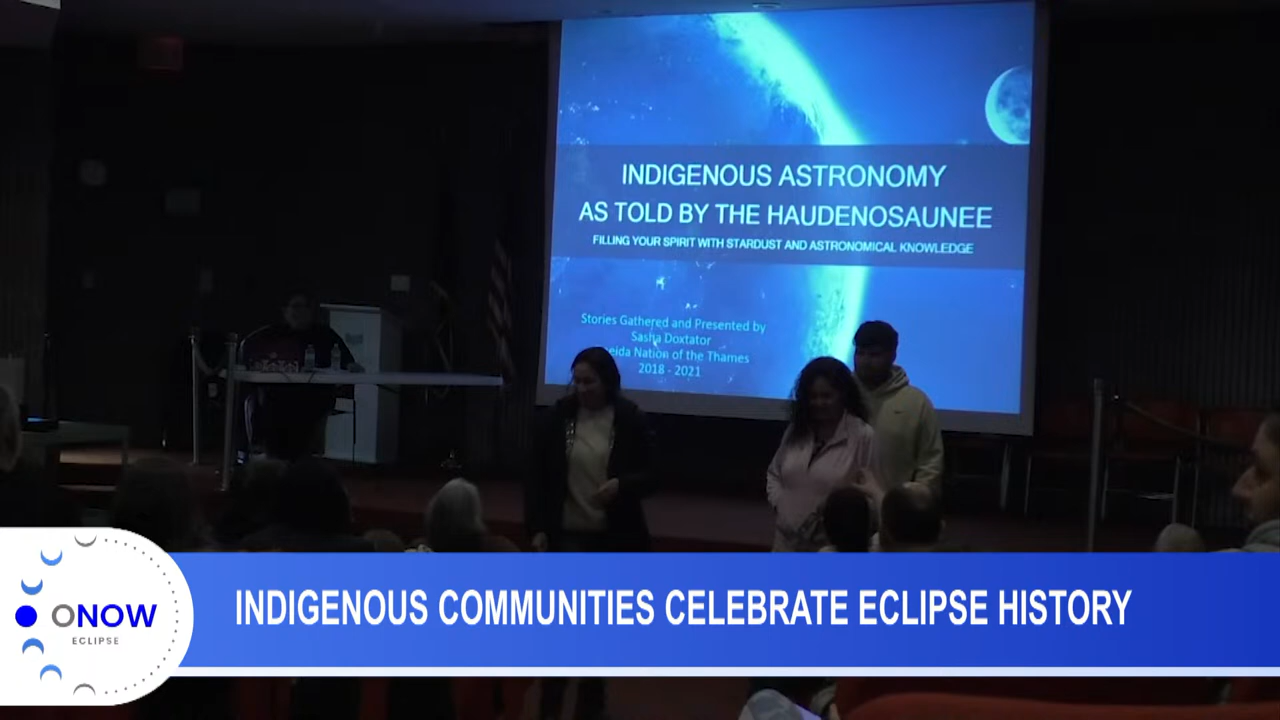 INDIGENOUS ASTRONOMY
AS TOLD BY THE HAUDENOSAUNEE
FILLING YOUR SPIRIT WITH STARDUST AND ASTRONOMICAL KNOWLEDGE
Stories Gathered and Presented by
Sasha Doxtator
Nation of the Thames
2018 - 2021
INDIGENOUS COMMUNITIES CELEBRATE ECLIPSE HISTORY
ONOW
ECLIPSE